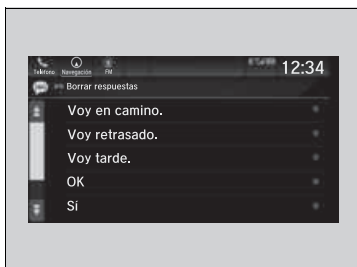 Teléfono Navegación FM
12:34
Borrar respuestas
Voy en camino.
Voy retrasado.
Voy tarde.
OK
Sí